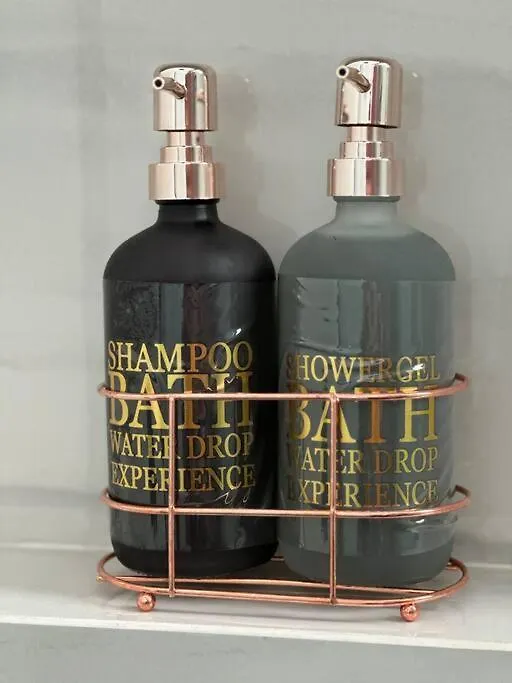 SHAMPOO
BATH
WATER DROP
EXPERIENCE
SHOWERGEL
BATH
WATER DROP
EXPERIENCE